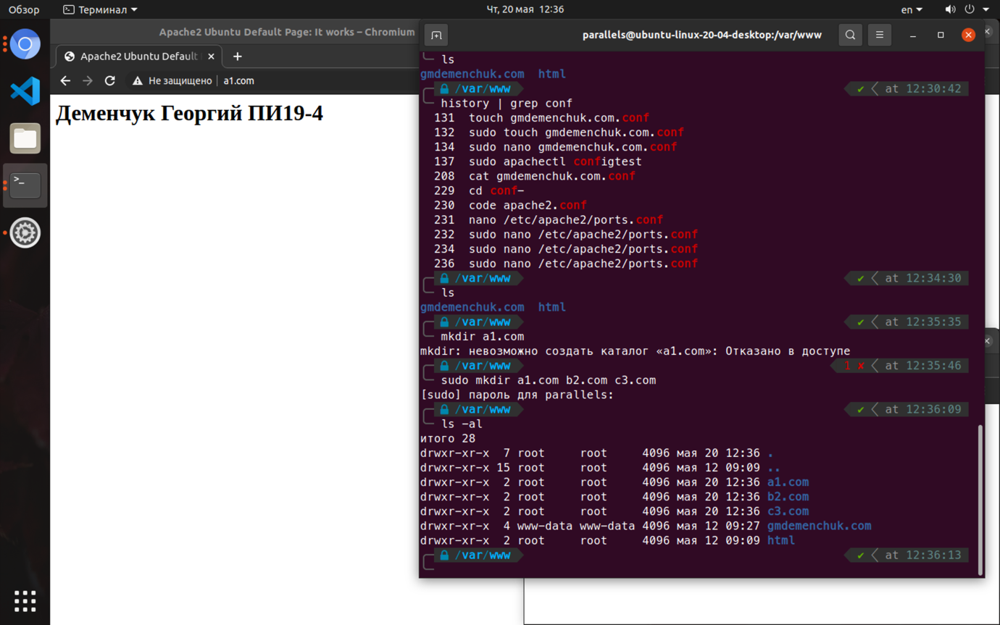 Обзор
Терминал
Чт, 20 мая 12:36
en
Apache2 Ubuntu Default Page: It works – Chromium
Apache2 Ubuntu Default
Не защищено
a1.com
Деменчук Георгий ПИ19-4
parallels@ubuntu-linux-20-04-desktop:/var/www
ls
gmdemenchuk.com html
/var/www at 12:30:42
history | grep conf
131 touch gmdemenchuk.com.conf
132 sudo touch gmdemenchuk.com.conf
134 sudo nano gmdemenchuk.com.conf
137 sudo apachectl configtest
208 cat gmdemenchuk.com.conf
229 cd conf-
230 code apache2.conf
231 nano /etc/apache2/ports.conf
232 sudo nano /etc/apache2/ports.conf
234 sudo nano /etc/apache2/ports.conf
236 sudo nano /etc/apache2/ports.conf
/var/www ✔ at 12:34:30
ls
gmdemenchuk.com html
/var/www ✔ at 12:35:35
mkdir a1.com
mkdir: невозможно создать каталог «a1.com»: Отказано в доступе
/var/www 1 ✘ at 12:35:46
sudo mkdir a1.com b2.com c3.com
[sudo] пароль для parallels:
/var/www ✔ at 12:36:09
ls -al
итого 28
drwxr-xr-x 7 root root 4096 мая 20 12:36 .
drwxr-xr-x 15 root root 4096 мая 12 09:09 ..
drwxr-xr-x 2 root root 4096 мая 20 12:36 a1.com
drwxr-xr-x 2 root root 4096 мая 20 12:36 b2.com
drwxr-xr-x 2 root root 4096 мая 20 12:36 c3.com
drwxr-xr-x 4 www-data www-data 4096 мая 12 09:27 gmdemenchuk.com
drwxr-xr-x 2 root root 4096 мая 12 09:09 html
/var/www ✔ at 12:36:13